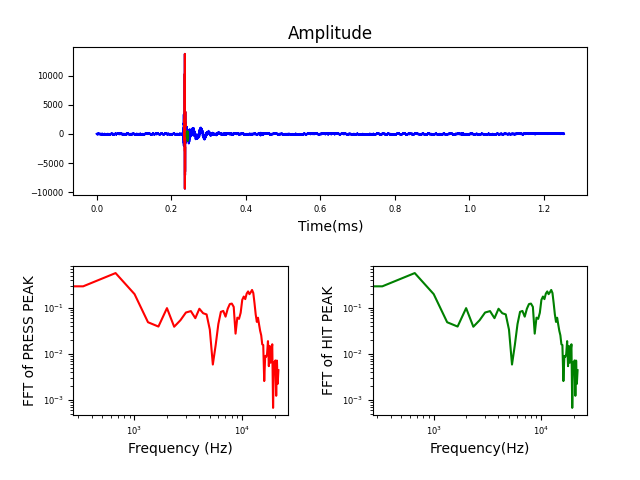 Amplitude
10000
5000
0
−5000
−10000
0.0 0.2 0.4 0.6 0.8 1.0 1.2
Time(ms)
FFT of PRESS PEAK
10⁻¹
10⁻²
10⁻³
10³ 10⁴
Frequency (Hz)
FFT of HIT PEAK
10⁻¹
10⁻²
10⁻³
10³ 10⁴
Frequency(Hz)